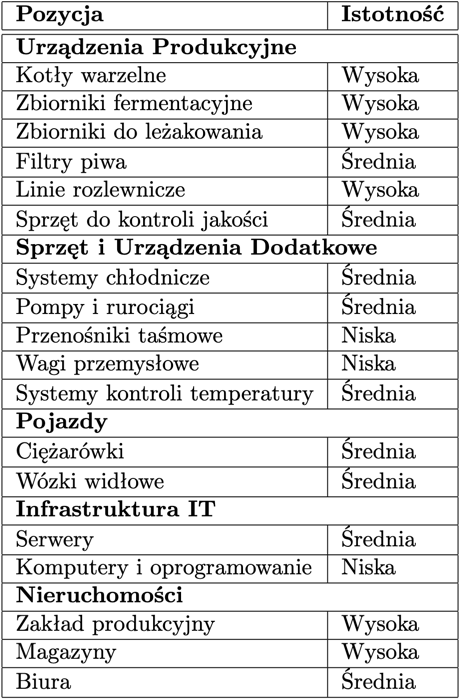 Pozycja Istotność
Urządzenia Produkcyjne
Kotły warzelne Wysoka
Zbiorniki fermentacyjne Wysoka
Zbiorniki do leżakowania Wysoka
Filtry piwa Średnia
Linie rozlewnicze Wysoka
Sprzęt do kontroli jakości Średnia
Sprzęt i Urządzenia Dodatkowe
Systemy chłodnicze Średnia
Pompy i rurociągi Średnia
Przenośniki taśmowe Niska
Wagi przemysłowe Niska
Systemy kontroli temperatury Średnia
Pojazdy
Ciężarówki Średnia
Wózki widłowe Średnia
Infrastruktura IT
Serwery Średnia
Komputery i oprogramowanie Niska
Nieruchomości
Zakład produkcyjny Wysoka
Magazyny Wysoka
Biura Średnia